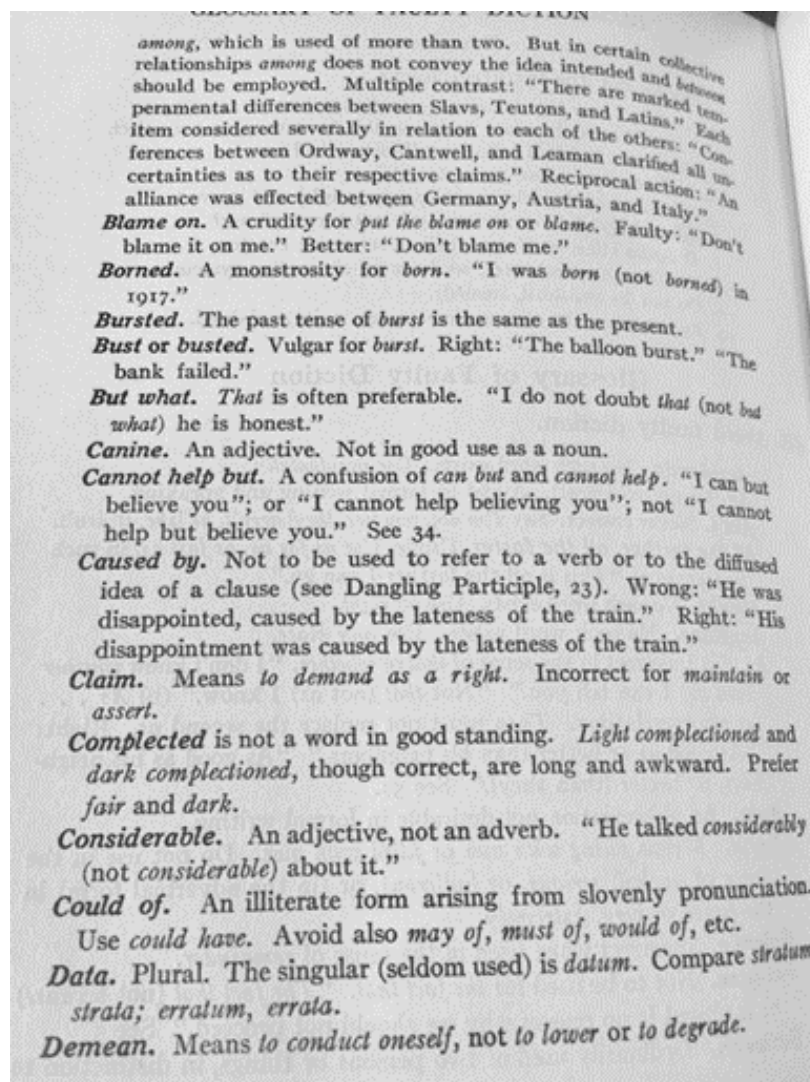 GLOSSARY OF FAULTY DICTION
among, which is used of more than two. But in certain collective
relationships among does not convey the idea intended and between
should be employed. Multiple contrast: “There are marked tem-
peramental differences between Slavs, Teutons, and Latins.” Each
item considered severally in relation to each of the others: “Con-
ferences between Ordway, Cantwell, and Leaman clarified all un-
certainties as to their respective claims.” Reciprocal action: “An
alliance was effected between Germany, Austria, and Italy.”
Blame on. A crudity for put the blame on or blame. Faulty: “Don’t
blame it on me.” Better: “Don’t blame me.”
Borned. A monstrosity for born. “I was born (not borned) in
1917.”
Bursted. The past tense of burst is the same as the present.
Bust or busted. Vulgar for burst. Right: “The balloon burst.” “The
bank failed.”
But what. That is often preferable. “I do not doubt that (not but
what) he is honest.”
Canine. An adjective. Not in good use as a noun.
Cannot help but. A confusion of can but and cannot help. “I can but
believe you”; or “I cannot help believing you”; not “I cannot
help but believe you.” See 34.
Caused by. Not to be used to refer to a verb or to the diffused
idea of a clause (see Dangling Participle, 23). Wrong: “He was
disappointed, caused by the lateness of the train.” Right: “His
disappointment was caused by the lateness of the train.”
Claim. Means to demand as a right. Incorrect for maintain or
assert.
Complected is not a word in good standing. Light complectioned and
dark complectioned, though correct, are long and awkward. Prefer
fair and dark.
Considerable. An adjective, not an adverb. “He talked considerably
(not considerable) about it.”
Could of. An illiterate form arising from slovenly pronunciation.
Use could have. Avoid also may of, must of, would of, etc.
Data. Plural. The singular (seldom used) is datum. Compare stratum,
strata; erratum, errata.
Demean. Means to conduct oneself, not to lower or to degrade.